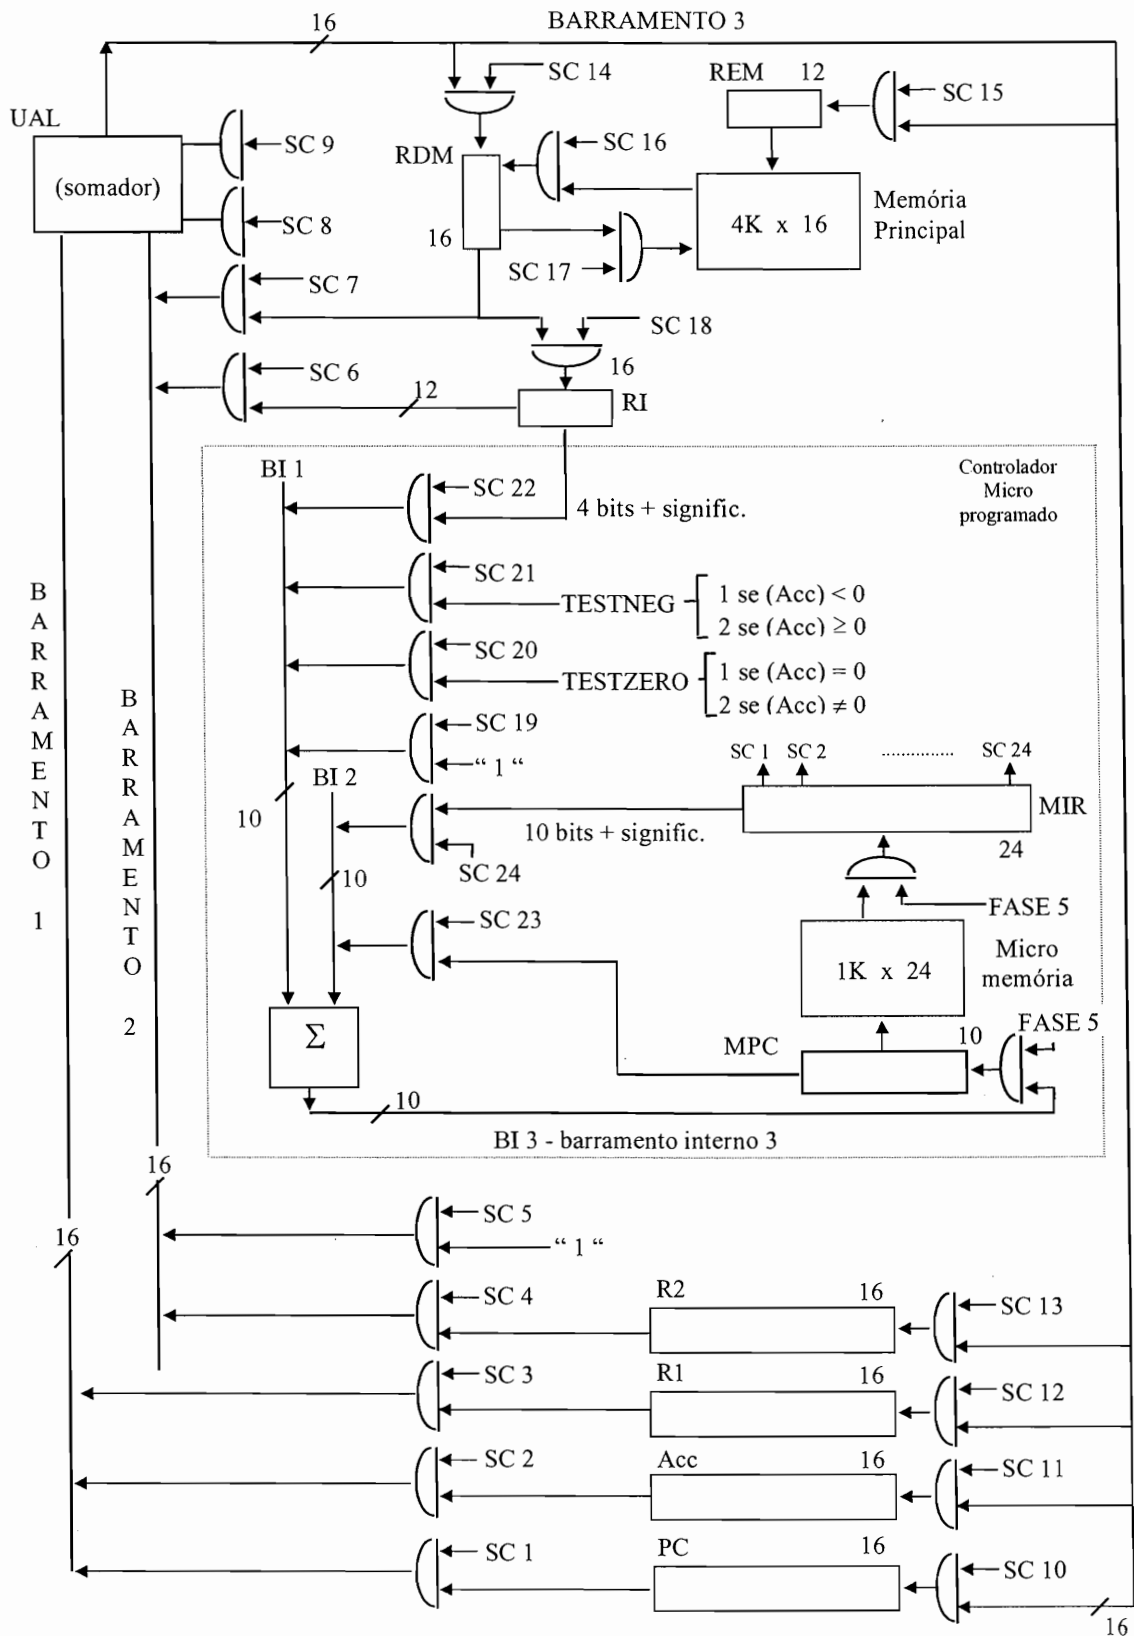 16
BARRAMENTO 3
SC 14
REM 12
SC 15
UAL
(somador)
SC 9
SC 8
RDM
16
SC 16
SC 17
4K x 16
Memória
Principal
SC 7
SC 18
SC 6
12
16
RI
BI 1
SC 22
4 bits + signific.
Controlador
Micro
programado
SC 21
TESTNEG
1 se (Acc) < 0
2 se (Acc) ≥ 0
SC 20
TESTZERO
1 se (Acc) = 0
2 se (Acc) ≠ 0
SC 19
“ 1 “
BI 2
10
SC 1 SC 2 ............... SC 24
MIR
24
10 bits + signific.
SC 24
10
FASE 5
SC 23
1K x 24
Micro
memória
Σ
MPC
10
FASE 5
10
BI 3 - barramento interno 3
BARRAMENTO 1
BARRAMENTO 2
16
16
SC 5
“ 1 “
SC 4
R2
16
SC 13
SC 3
R1
16
SC 12
SC 2
Acc
16
SC 11
SC 1
PC
16
SC 10
16